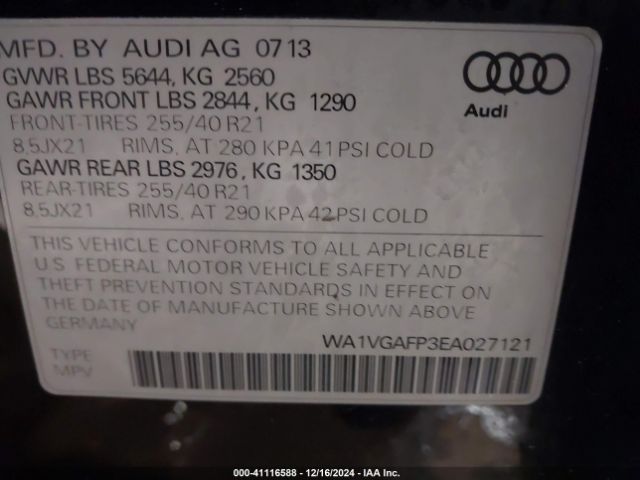 MFD. BY AUDI AG 0713
GVWR LBS 5644, KG 2560
GAWR FRONT LBS 2844, KG 1290
FRONT-TIRES 255/40 R21
8,5JX21 RIMS, AT 280 KPA 41 PSI COLD
GAWR REAR LBS 2976, KG 1350
REAR-TIRES 255/40 R21
8,5JX21 RIMS, AT 290 KPA 42 PSI COLD
Audi
THIS VEHICLE CONFORMS TO ALL APPLICABLE
U.S. FEDERAL MOTOR VEHICLE SAFETY AND
THEFT PREVENTION STANDARDS IN EFFECT ON
THE DATE OF MANUFACTURE SHOWN ABOVE
GERMANY
WA1VGAFP3EA027121
TYPE
MPV
000-41116588 - 12/16/2024 - IAA Inc.